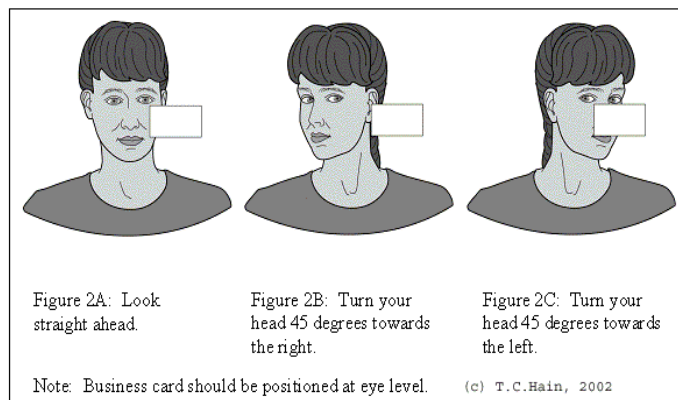 Figure 2A:  Look
straight ahead.
Figure 2B:  Turn your
head 45 degrees towards
the right.
Figure 2C:  Turn your
head 45 degrees towards
the left.
Note:  Business card should be positioned at eye level.
(c) T.C.Hain, 2002